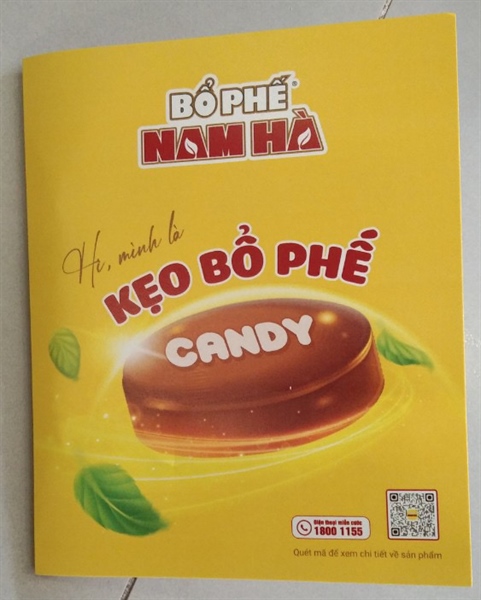 BỔ PHẾ®
NAM HÀ
Hi, mình là
KẸO BỔ PHẾ
CANDY
Điện thoại miễn cước
1800 1155
Quét mã để xem chi tiết về sản phẩm